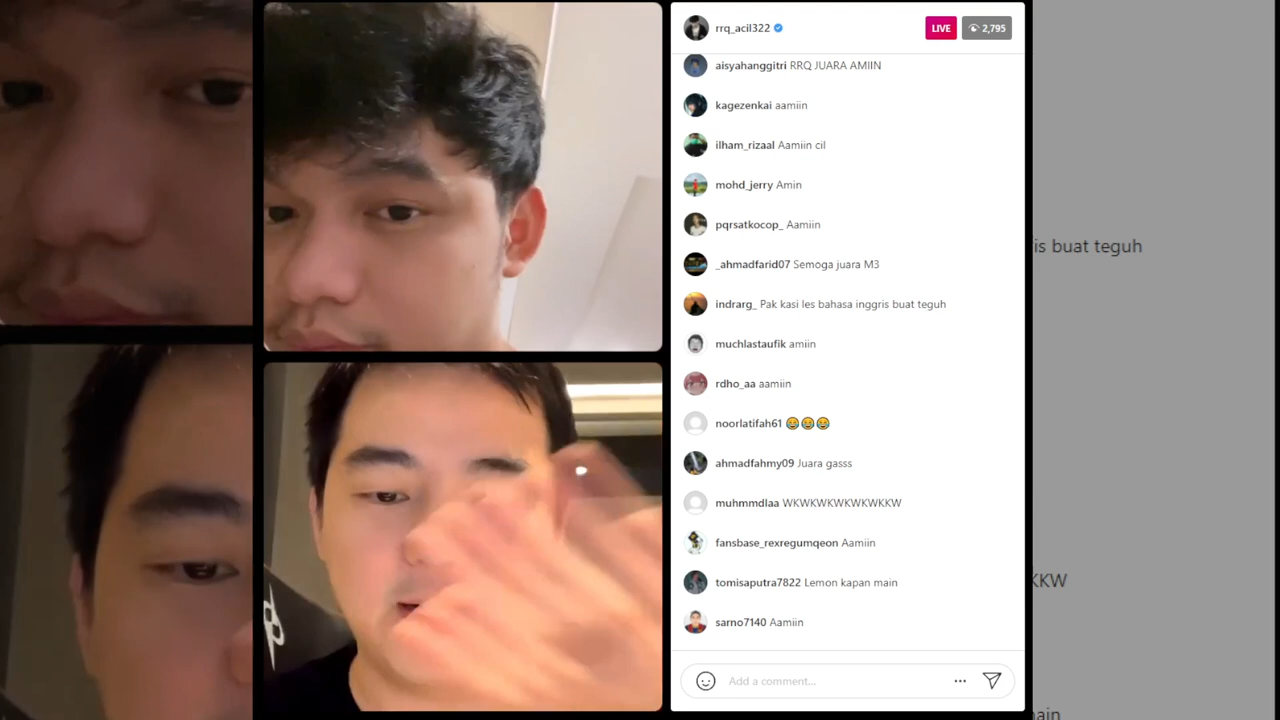 rrq_acil322
LIVE
2,795
aisyahanggitri RRQ JUARA AMIIN
kagezenkai aamiin
ilham_rizaal Aamiin cil
mohd_jerry Amin
pqrsatkocop_ Aamiin
_ahmadfarid07 Semoga juara M3
indrarg_ Pak kasi les bahasa inggris buat teguh
muchlastaufik amiin
rdho_aa aamiin
noorlatifah61 😂😂😂
ahmadfahmy09 Juara gasss
muhmmdlaa WKWKWKWKWKWKKW
fansbase_rexregumqeon Aamiin
tomisaputra7822 Lemon kapan main
sarno7140 Aamiin
Add a comment...
is buat teguh
KKW